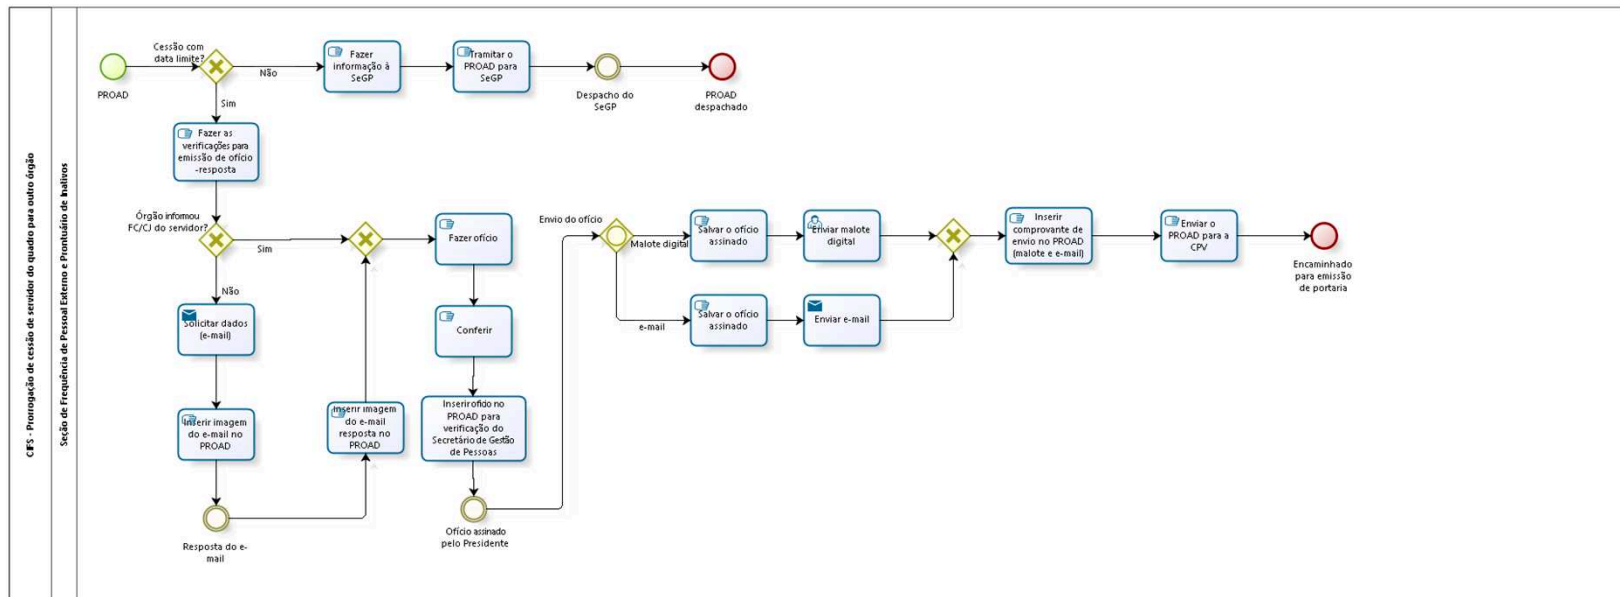 CIFS - Prorrogação de cessão de servidor do quadro para outro órgão
Seção de Frequência de Pessoal Externo e Prontuário de Inativos
PROAD
Cessão com
data limite?
Não
Sim
Fazer
informação à
SeGP
Tramitar o
PROAD para
SeGP
Despacho do
SeGP
PROAD
despachado
Fazer as
verificações para
emissão de ofício
-resposta
Órgão informou
FC/CJ do servidor?
Sim
Não
Solicitar dados
(e-mail)
Inserir imagem
do e-mail no
PROAD
Resposta do e-
mail
Inserir imagem
do e-mail
resposta no
PROAD
Fazer ofício
Conferir
Inserir ofício no
PROAD para
verificação do
Secretário de Gestão
de Pessoas
Ofício assinado
pelo Presidente
Envio do ofício
Malote digital
e-mail
Salvar o ofício
assinado
Enviar malote
digital
Salvar o ofício
assinado
Enviar e-mail
Inserir
comprovante de
envio no PROAD
(malote e e-mail)
Enviar o
PROAD para a
CPV
Encaminhado
para emissão
de portaria